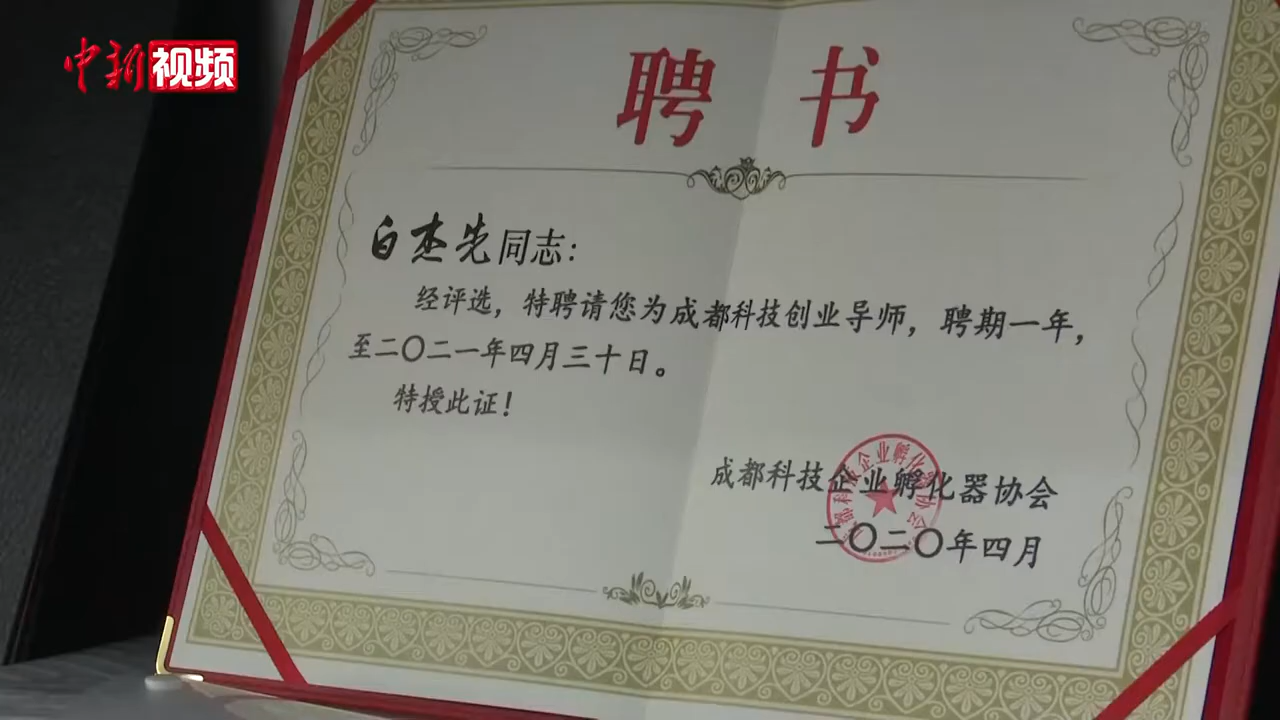 中新视频
聘书
白杰先同志：
经评选，特聘请您为成都科技创业导师，聘期一年，
至二〇二一年四月三十日。
特授此证！
成都科技企业孵化器协会
二〇二〇年四月